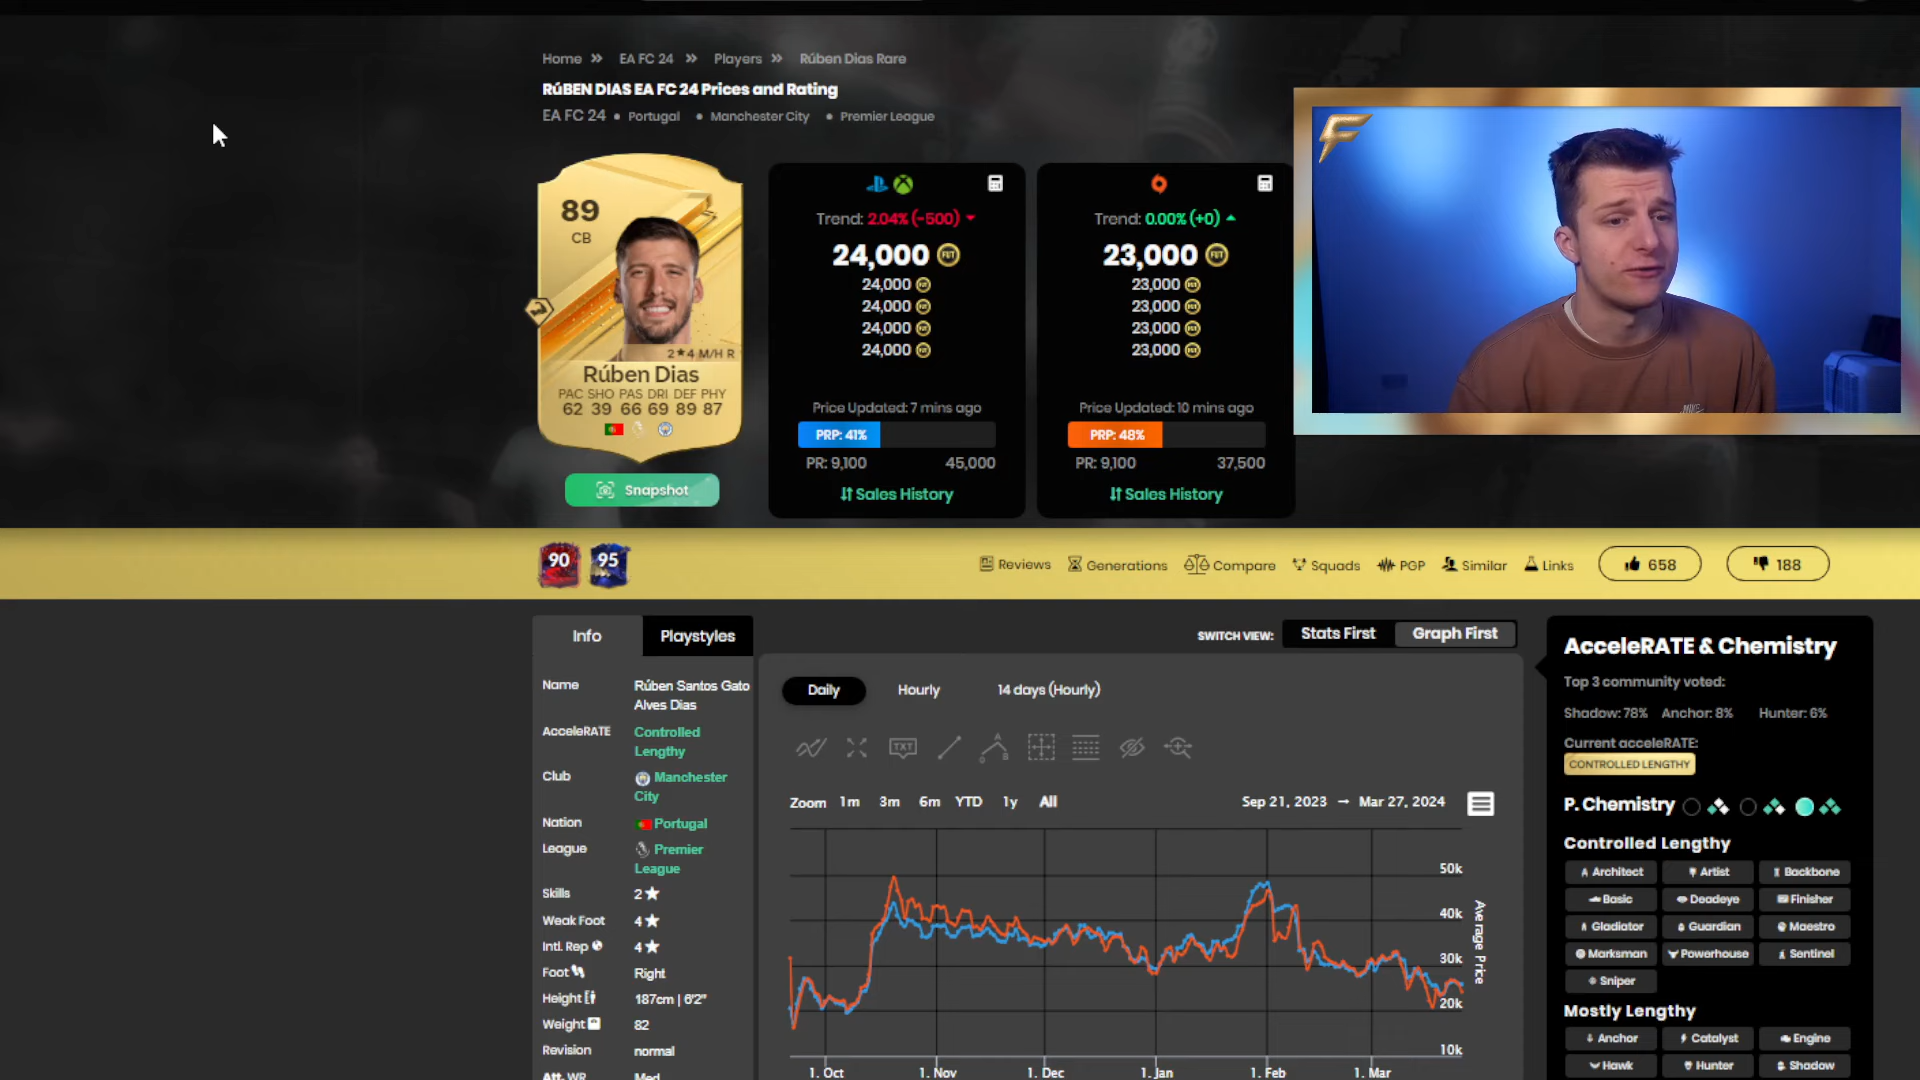 Home » EA FC 24 » Players » Rúben Dias Rare
RúBEN DIAS EA FC 24 Prices and Rating
EA FC 24 • Portugal • Manchester City • Premier League
89
CB
2★4 M/H R
Rúben Dias
PAC SHO PAS DRI DEF PHY
62 39 66 69 89 87
Snapshot
Trend: 2.04% (-500)
24,000
24,000
24,000
24,000
24,000
Price Updated: 7 mins ago
PRP: 41%
PR: 9,100 45,000
Sales History
Trend: 0.00% (+0)
23,000
23,000
23,000
23,000
23,000
Price Updated: 10 mins ago
PRP: 48%
PR: 9,100 37,500
Sales History
F
90 95
Reviews Generations Compare Squads PGP Similar Links 658 188
Info Playstyles
Name Rúben Santos Gato
Alves Dias
AcceleRATE Controlled
Lengthy
Club Manchester
City
Nation Portugal
League Premier
League
Skills 2★
Weak Foot 4★
Intl. Rep 4★
Foot Right
Height 187cm | 6'2"
Weight 82
Revision normal
Att. WR Med
SWITCH VIEW: Stats First Graph First
Daily Hourly 14 days (Hourly)
TXT
Zoom 1m 3m 6m YTD 1y All
Sep 21, 2023 → Mar 27, 2024
50k
40k
30k
20k
10k
Average Price
1. Oct 1. Nov 1. Dec 1. Jan 1. Feb 1. Mar
AcceleRATE & Chemistry
Top 3 community voted:
Shadow: 78% Anchor: 8% Hunter: 6%
Current acceleRATE:
CONTROLLED LENGTHY
P. Chemistry
Controlled Lengthy
Architect Artist Backbone
Basic Deadeye Finisher
Gladiator Guardian Maestro
Marksman Powerhouse Sentinel
Sniper
Mostly Lengthy
Anchor Catalyst Engine
Hawk Hunter Shadow